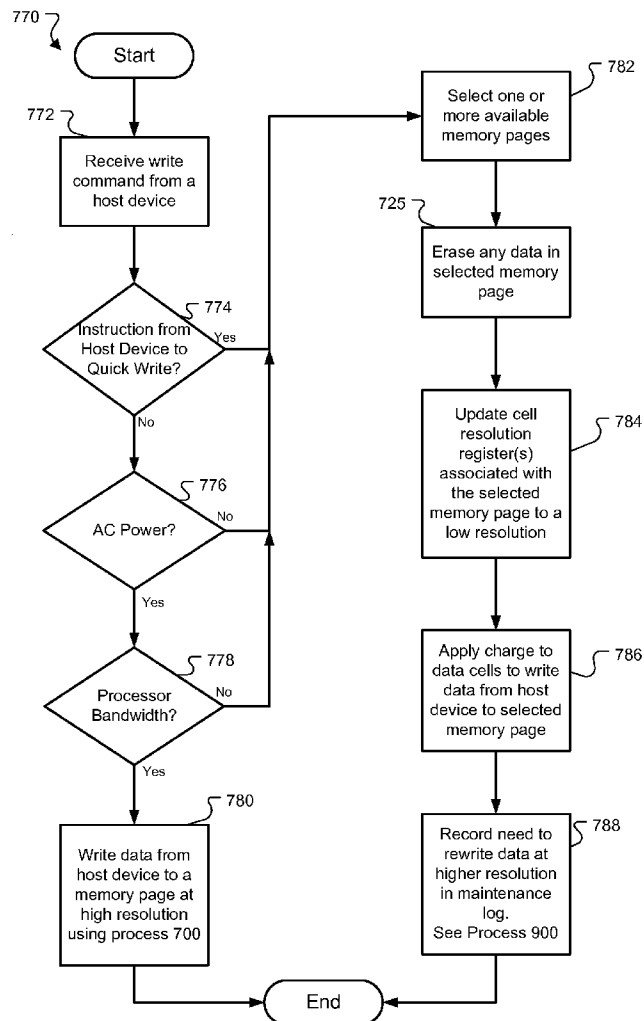 770
Start
772
Receive write
command from a
host device
774
Instruction from
Host Device to
Quick Write?
Yes
No
776
AC Power?
No
Yes
778
Processor
Bandwidth?
No
Yes
780
Write data from
host device to a
memory page at
high resolution
using process 700
782
Select one or
more available
memory pages
725
Erase any data in
selected memory
page
784
Update cell
resolution
register(s)
associated with
the selected
memory page to a
low resolution
786
Apply charge to
data cells to write
data from host
device to selected
memory page
788
Record need to
rewrite data at
higher resolution
in maintenance
log.
See Process 900
End